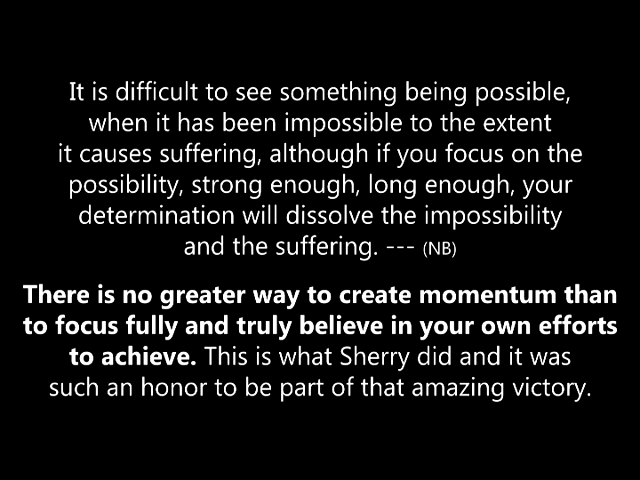 It is difficult to see something being possible,
when it has been impossible to the extent
it causes suffering, although if you focus on the
possibility, strong enough, long enough, your
determination will dissolve the impossibility
and the suffering. --- (NB)
There is no greater way to create momentum than
to focus fully and truly believe in your own efforts
to achieve. This is what Sherry did and it was
such an honor to be part of that amazing victory.